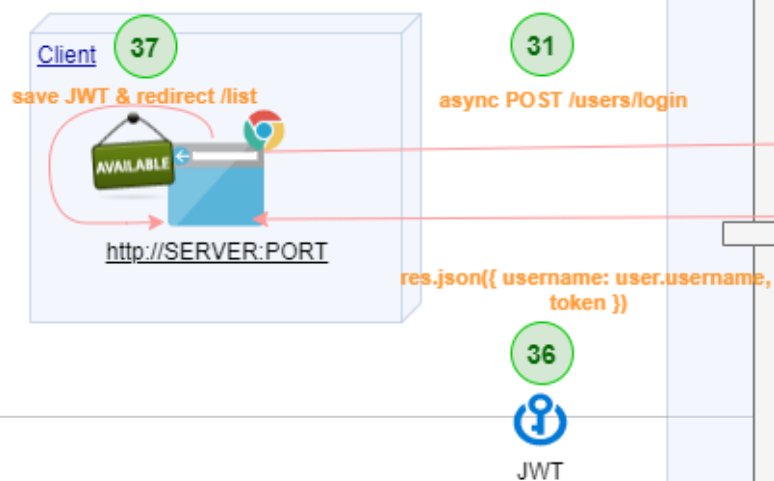 Client
37
31
save JWT & redirect /list
async POST /users/login
AVAILABLE
http://SERVER:PORT
res.json({ username: user.username,
token })
36
JWT